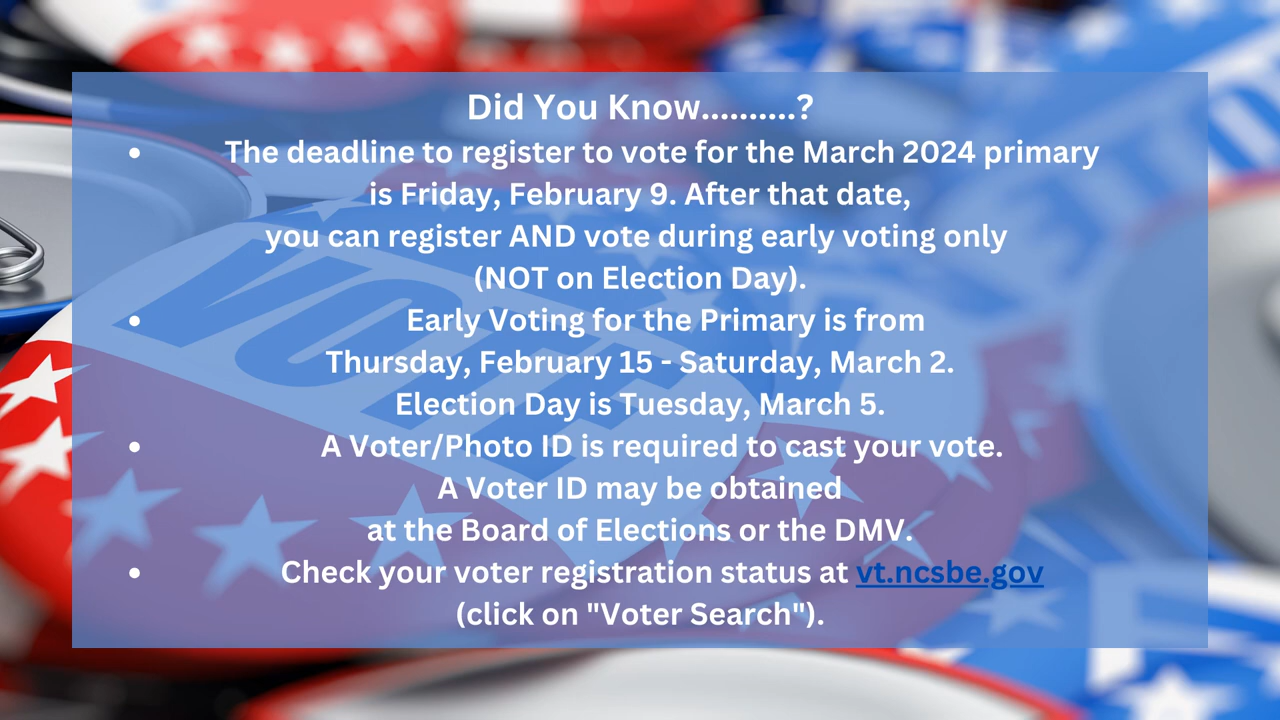 Did You Know..........?
• The deadline to register to vote for the March 2024 primary
is Friday, February 9. After that date,
you can register AND vote during early voting only
(NOT on Election Day).
• Early Voting for the Primary is from
Thursday, February 15 - Saturday, March 2.
Election Day is Tuesday, March 5.
• A Voter/Photo ID is required to cast your vote.
A Voter ID may be obtained
at the Board of Elections or the DMV.
• Check your voter registration status at vt.ncsbe.gov
(click on "Voter Search").
VOTE